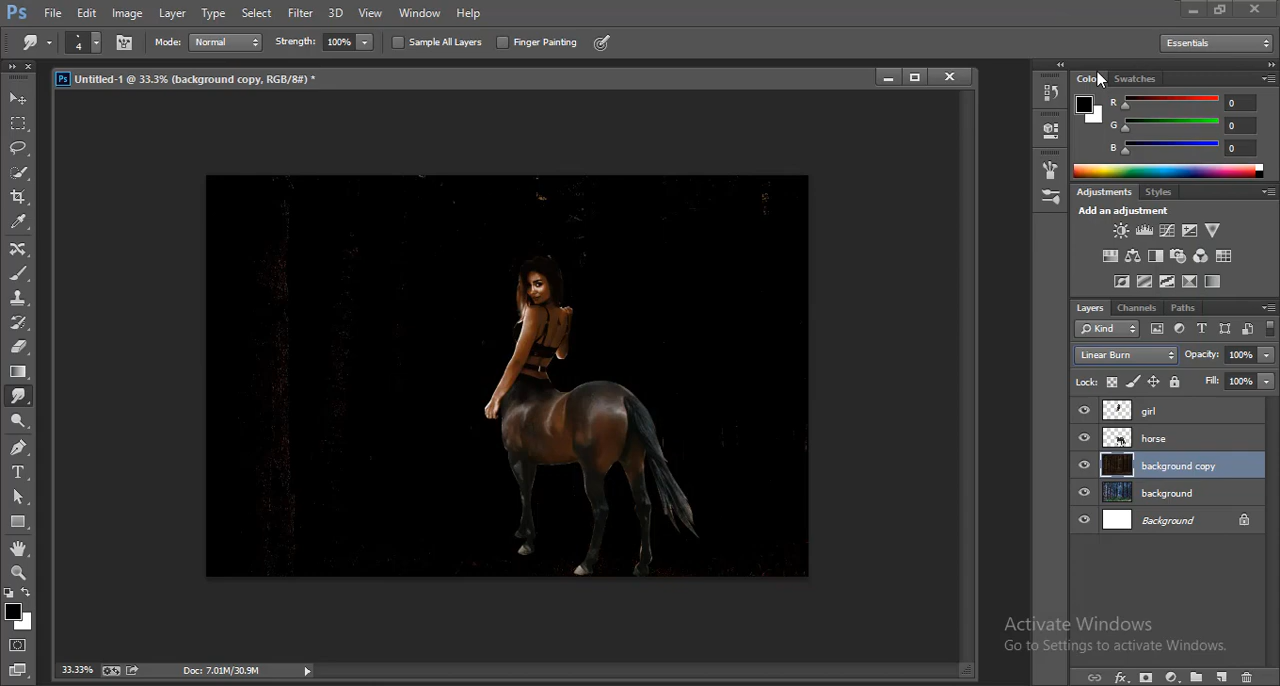 Ps File Edit Image Layer Type Select Filter 3D View Window Help
4 Mode: Normal Strength: 100% Sample All Layers Finger Painting Essentials
Ps Untitled-1 @ 33.3% (background copy, RGB/8#) *
Color Swatches
R 0
G 0
B 0
Adjustments Styles
Add an adjustment
Layers Channels Paths
Kind T
Linear Burn Opacity: 100%
Lock: Fill: 100%
girl
horse
background copy
background
Background
Activate Windows
Go to Settings to activate Windows.
33.33% Doc: 7.01M/30.9M
fx